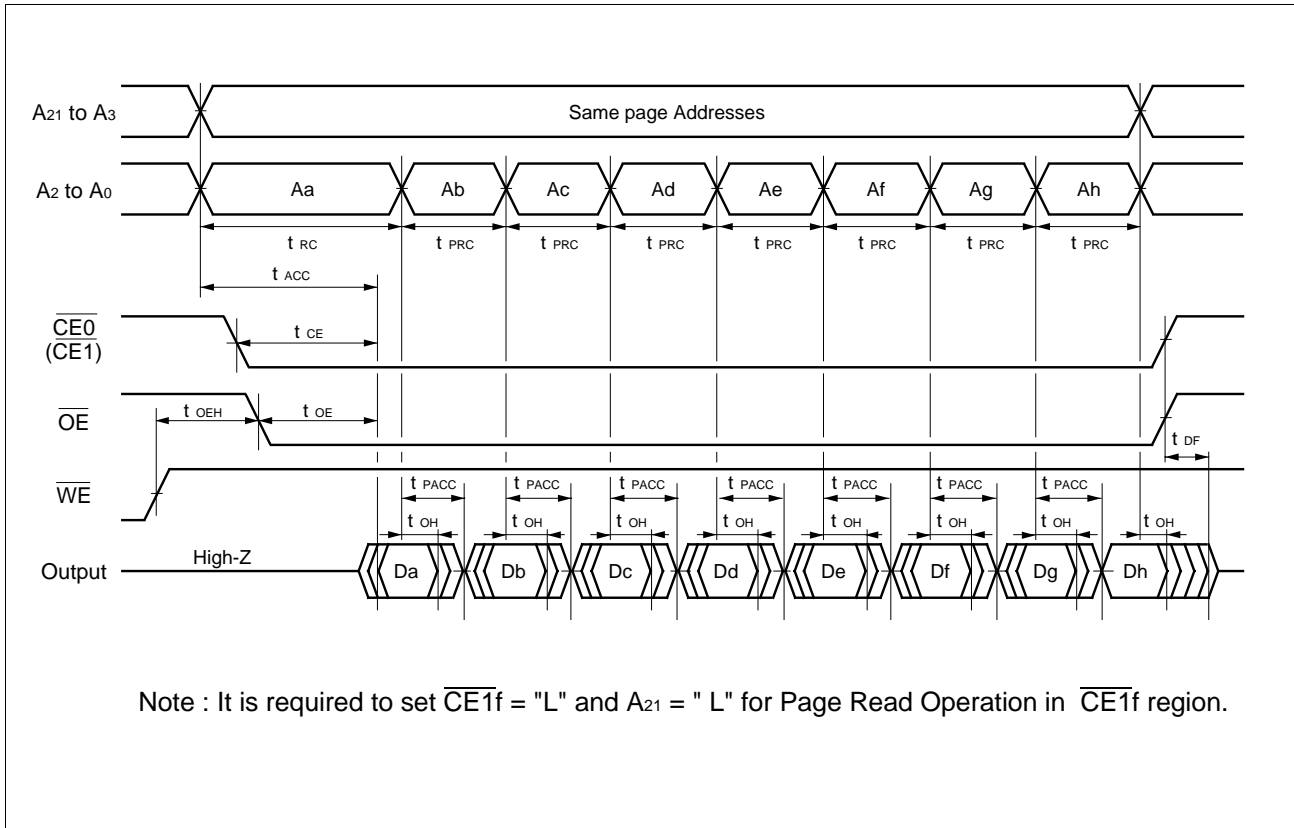 A21 to A3 Same page Addresses
A2 to A0 Aa Ab Ac Ad Ae Af Ag Ah
t RC t PRC t PRC t PRC t PRC t PRC t PRC t PRC
t ACC
CE0
(CE1)
t CE
OE
t OEH t OE
t DF
WE
t PACC t PACC t PACC t PACC t PACC t PACC t PACC
t OH t OH t OH t OH t OH t OH t OH t OH
Output High-Z Da Db Dc Dd De Df Dg Dh
Note : It is required to set CE1f = "L" and A21 = " L" for Page Read Operation in CE1f region.